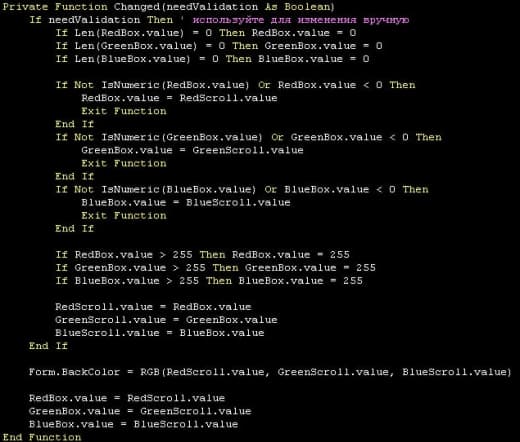 Private Function Changed(needValidation As Boolean)
    If needValidation Then ' используйте для изменения вручную
        If Len(RedBox.value) = 0 Then RedBox.value = 0
        If Len(GreenBox.value) = 0 Then GreenBox.value = 0
        If Len(BlueBox.value) = 0 Then BlueBox.value = 0

        If Not IsNumeric(RedBox.value) Or RedBox.value < 0 Then
            RedBox.value = RedScroll.value
            Exit Function
        End If
        If Not IsNumeric(GreenBox.value) Or GreenBox.value < 0 Then
            GreenBox.value = GreenScroll.value
            Exit Function
        End If
        If Not IsNumeric(BlueBox.value) Or BlueBox.value < 0 Then
            BlueBox.value = BlueScroll.value
            Exit Function
        End If

        If RedBox.value > 255 Then RedBox.value = 255
        If GreenBox.value > 255 Then GreenBox.value = 255
        If BlueBox.value > 255 Then BlueBox.value = 255

        RedScroll.value = RedBox.value
        GreenScroll.value = GreenBox.value
        BlueScroll.value = BlueBox.value
    End If

    Form.BackColor = RGB(RedScroll.value, GreenScroll.value, BlueScroll.value)

    RedBox.value = RedScroll.value
    GreenBox.value = GreenScroll.value
    BlueBox.value = BlueScroll.value
End Function